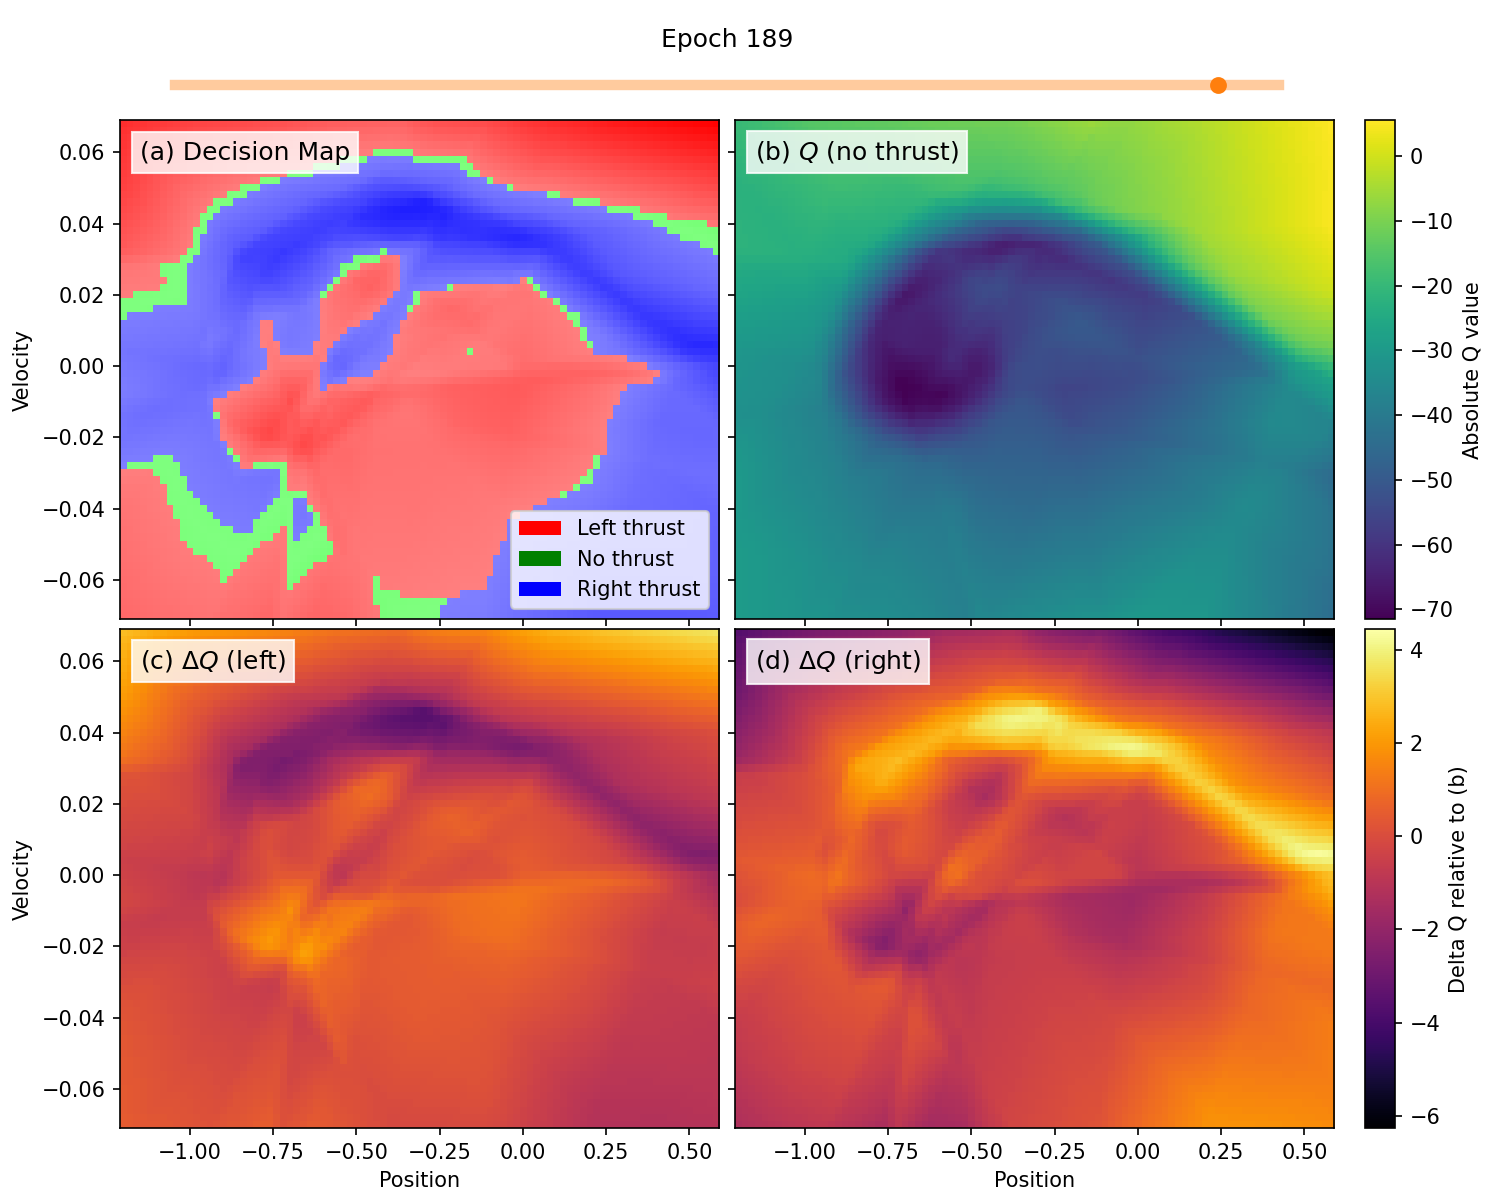 Epoch 189
(a) Decision Map
0.06
0.04
0.02
0.00
−0.02
−0.04
−0.06
Velocity
Left thrust
No thrust
Right thrust
(b) Q (no thrust)
0
−10
−20
−30
−40
−50
−60
−70
Absolute Q value
(c) ΔQ (left)
0.06
0.04
0.02
0.00
−0.02
−0.04
−0.06
Velocity
−1.00 −0.75 −0.50 −0.25 0.00 0.25 0.50
Position
(d) ΔQ (right)
−1.00 −0.75 −0.50 −0.25 0.00 0.25 0.50
Position
4
2
0
−2
−4
−6
Delta Q relative to (b)